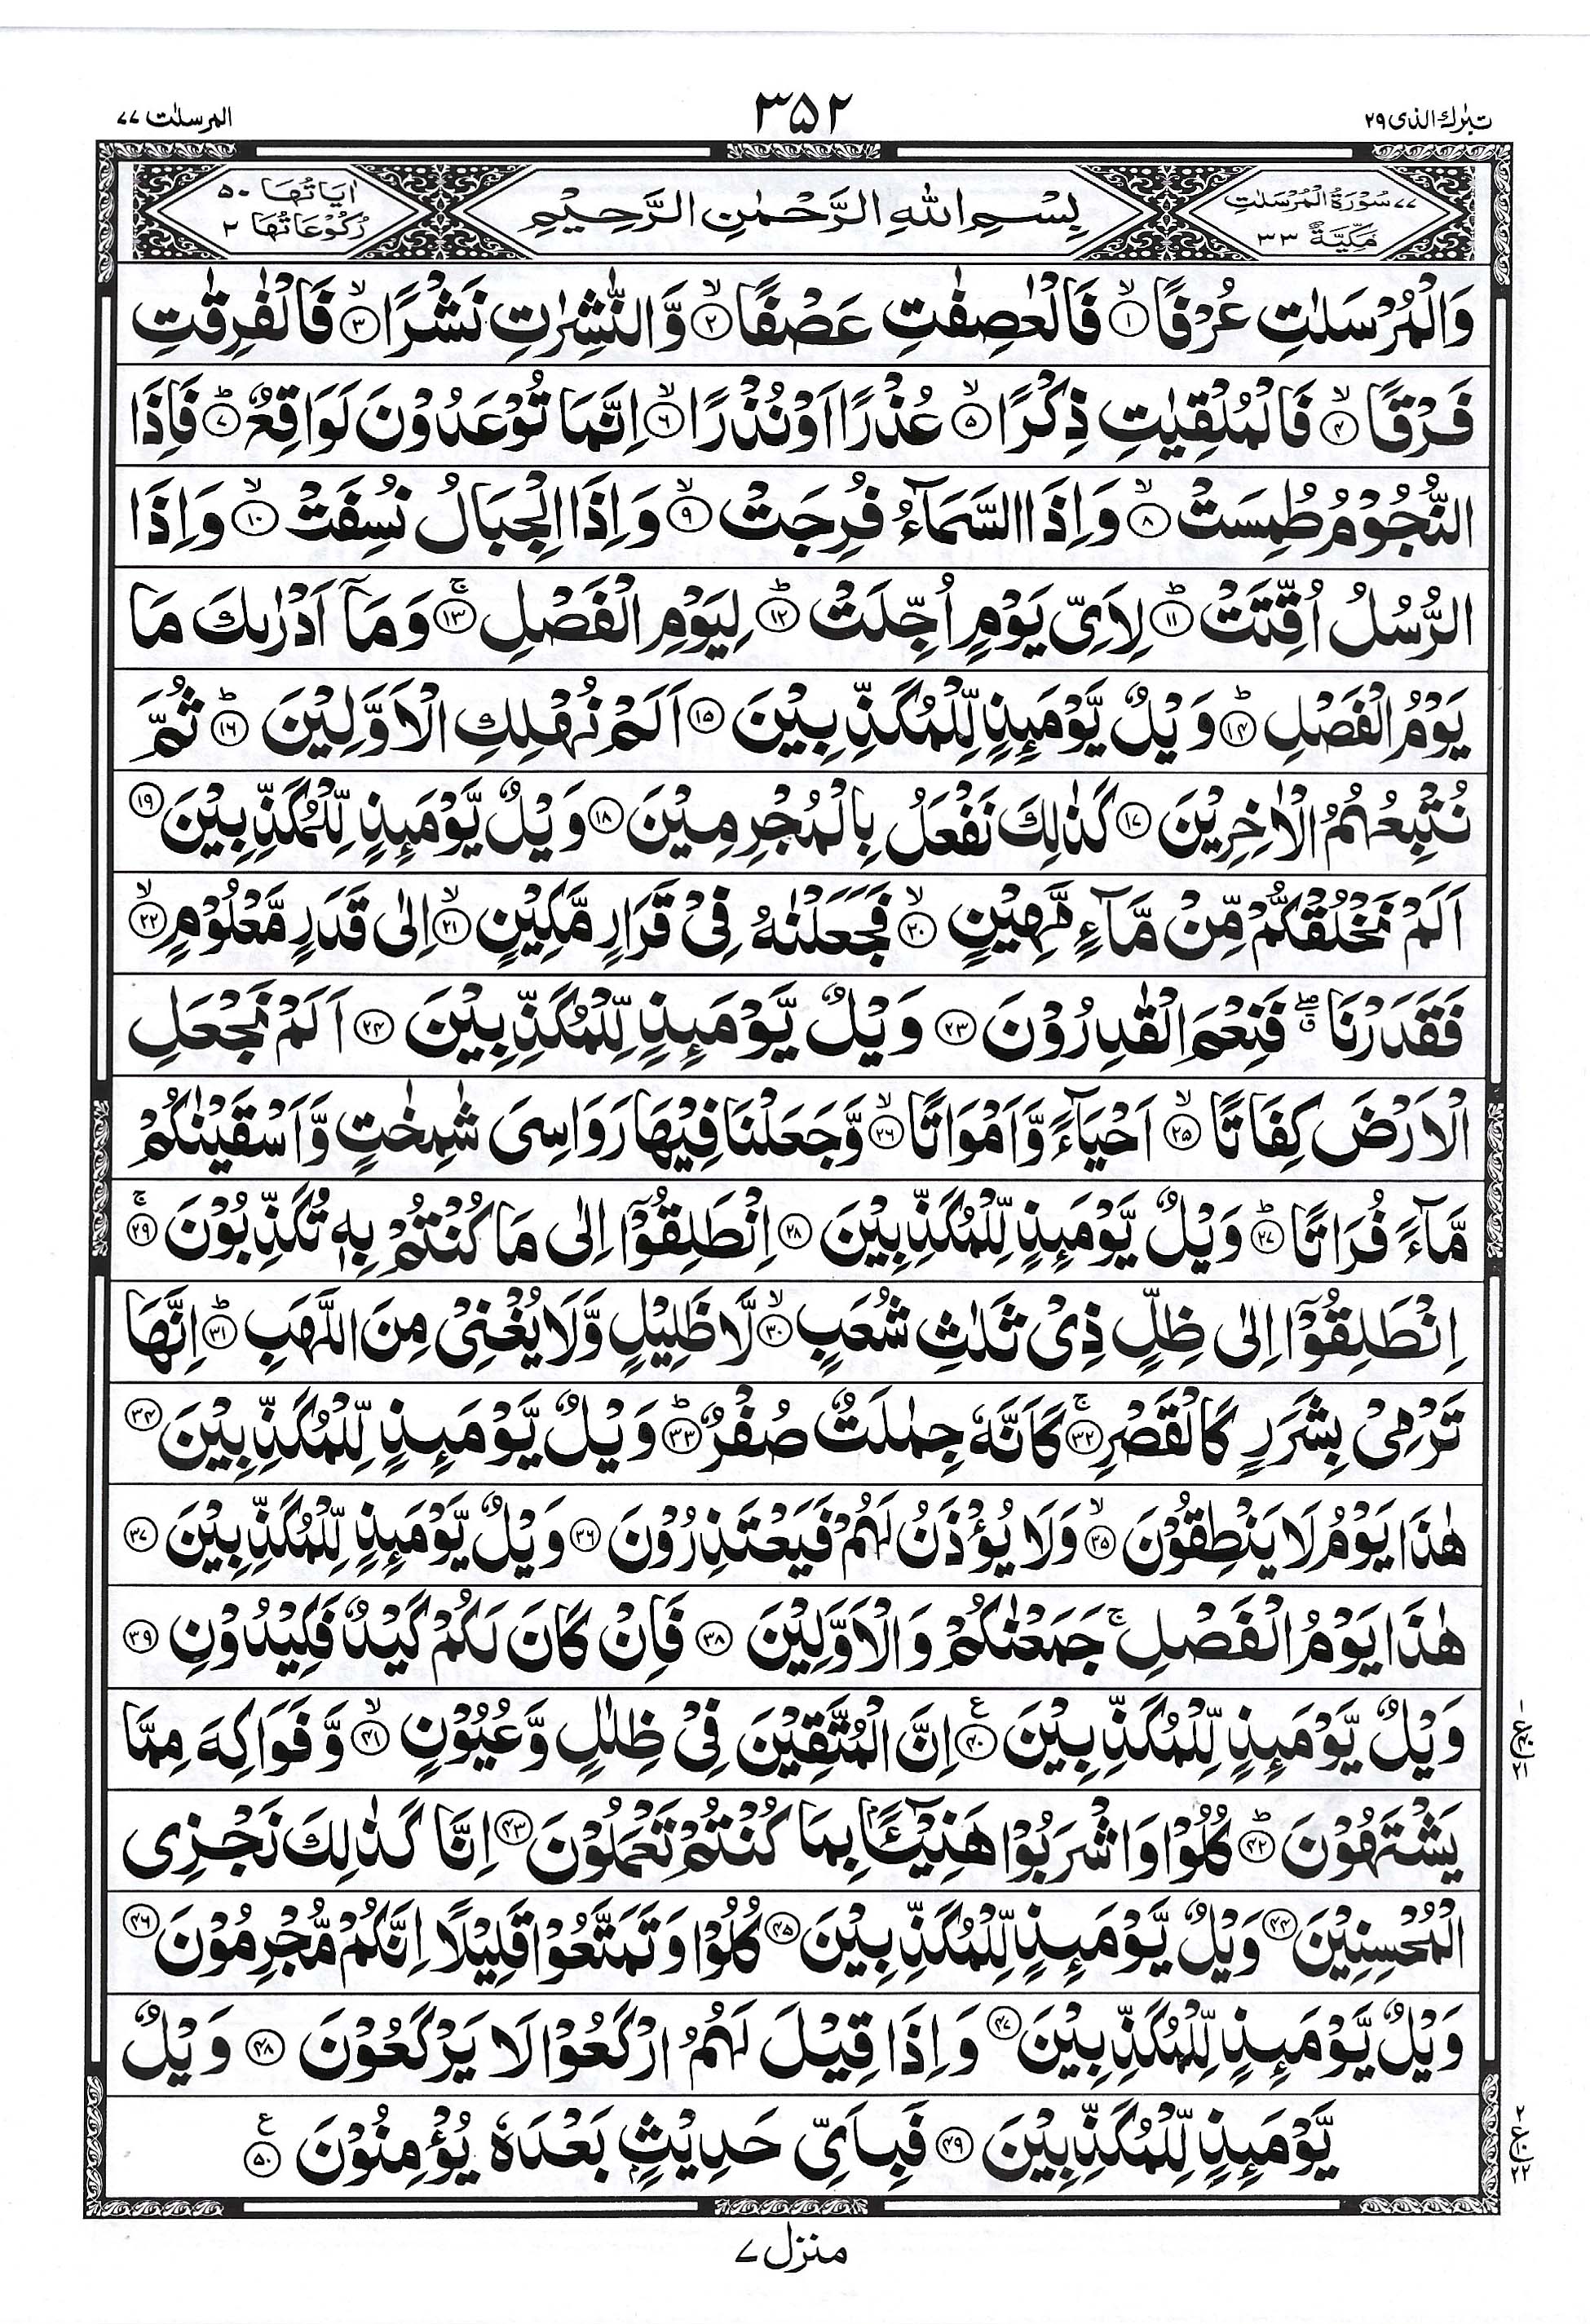 تبٰرك الذی ۲۹
۳۵۲
المرسلٰت ۷۷
۷۷ سُوْرَةُ الْمُرْسَلٰتِ مَكِّيَّةٌ ۳۳
بِسْمِ اللّٰهِ الرَّحْمٰنِ الرَّحِيْمِ
اٰيَاتُهَا ۵۰ رُكُوْعَاتُهَا ۲
وَالْمُرْسَلٰتِ عُرْفًا ۙ‏﴿۱﴾ فَالْعٰصِفٰتِ عَصْفًا ۙ‏﴿۲﴾ وَّالنّٰشِرٰتِ نَشْرًا ۙ‏﴿۳﴾ فَالْفٰرِقٰتِ
فَرْقًا ۙ‏﴿۴﴾ فَالْمُلْقِيٰتِ ذِكْرًا ۙ‏﴿۵﴾ عُذْرًا اَوْ نُذْرًا ۙ‏﴿۶﴾ اِنَّمَا تُوْعَدُوْنَ لَوَاقِعٌ ؕ‏﴿۷﴾ فَاِذَا
النُّجُوْمُ طُمِسَتْ ۙ‏﴿۸﴾ وَاِذَا السَّمَآءُ فُرِجَتْ ۙ‏﴿۹﴾ وَاِذَا الْجِبَالُ نُسِفَتْ ۙ‏﴿۱۰﴾ وَاِذَا
الرُّسُلُ اُقِّتَتْ ؕ‏﴿۱۱﴾ لِاَيِّ يَوْمٍ اُجِّلَتْ ؕ‏﴿۱۲﴾ لِيَوْمِ الْفَصْلِ ۚ‏﴿۱۳﴾ وَمَآ اَدْرٰىكَ مَا
يَوْمُ الْفَصْلِ ؕ‏﴿۱۴﴾ وَيْلٌ يَّوْمَئِذٍ لِّلْمُكَذِّبِيْنَ ﴿۱۵﴾ اَلَمْ نُهْلِكِ الْاَوَّلِيْنَ ؕ‏﴿۱۶﴾ ثُمَّ
نُتْبِعُهُمُ الْاٰخِرِيْنَ ﴿۱۷﴾ كَذٰلِكَ نَفْعَلُ بِالْمُجْرِمِيْنَ ﴿۱۸﴾ وَيْلٌ يَّوْمَئِذٍ لِّلْمُكَذِّبِيْنَ ﴿۱۹﴾
اَلَمْ نَخْلُقْكُّمْ مِّنْ مَّآءٍ مَّهِيْنٍ ۙ‏﴿۲۰﴾ فَجَعَلْنٰهُ فِيْ قَرَارٍ مَّكِيْنٍ ۙ‏﴿۲۱﴾ اِلٰى قَدَرٍ مَّعْلُوْمٍ ۙ‏﴿۲۲﴾
فَقَدَرْنَا ۖۗ فَنِعْمَ الْقٰدِرُوْنَ ﴿۲۳﴾ وَيْلٌ يَّوْمَئِذٍ لِّلْمُكَذِّبِيْنَ ﴿۲۴﴾ اَلَمْ نَجْعَلِ
الْاَرْضَ كِفَاتًا ۙ‏﴿۲۵﴾ اَحْيَآءً وَّاَمْوَاتًا ۙ‏﴿۲۶﴾ وَّجَعَلْنَا فِيْهَا رَوَاسِيَ شٰمِخٰتٍ وَّاَسْقَيْنٰكُمْ
مَّآءً فُرَاتًا ؕ‏﴿۲۷﴾ وَيْلٌ يَّوْمَئِذٍ لِّلْمُكَذِّبِيْنَ ﴿۲۸﴾ اِنْطَلِقُوْٓا اِلٰى مَا كُنْتُمْ بِهٖ تُكَذِّبُوْنَ ۚ‏﴿۲۹﴾
اِنْطَلِقُوْٓا اِلٰى ظِلٍّ ذِيْ ثَلٰثِ شُعَبٍ ۙ‏﴿۳۰﴾ لَّا ظَلِيْلٍ وَّلَا يُغْنِيْ مِنَ اللَّهَبِ ؕ‏﴿۳۱﴾ اِنَّهَا
تَرْمِيْ بِشَرَرٍ كَالْقَصْرِ ۚ‏﴿۳۲﴾ كَاَنَّهٗ جِمٰلَتٌ صُفْرٌ ؕ‏﴿۳۳﴾ وَيْلٌ يَّوْمَئِذٍ لِّلْمُكَذِّبِيْنَ ﴿۳۴﴾
هٰذَا يَوْمُ لَا يَنْطِقُوْنَ ۙ‏﴿۳۵﴾ وَلَا يُؤْذَنُ لَهُمْ فَيَعْتَذِرُوْنَ ﴿۳۶﴾ وَيْلٌ يَّوْمَئِذٍ لِّلْمُكَذِّبِيْنَ ﴿۳۷﴾
هٰذَا يَوْمُ الْفَصْلِ ۚ جَمَعْنٰكُمْ وَالْاَوَّلِيْنَ ﴿۳۸﴾ فَاِنْ كَانَ لَكُمْ كَيْدٌ فَكِيْدُوْنِ ﴿۳۹﴾
وَيْلٌ يَّوْمَئِذٍ لِّلْمُكَذِّبِيْنَ ﴿۴۰﴾ ع اِنَّ الْمُتَّقِيْنَ فِيْ ظِلٰلٍ وَّعُيُوْنٍ ۙ‏﴿۴۱﴾ وَّفَوَاكِهَ مِمَّا
يَشْتَهُوْنَ ؕ‏﴿۴۲﴾ كُلُوْا وَاشْرَبُوْا هَنِيْٓـًٔۢا بِمَا كُنْتُمْ تَعْمَلُوْنَ ﴿۴۳﴾ اِنَّا كَذٰلِكَ نَجْزِي
الْمُحْسِنِيْنَ ﴿۴۴﴾ وَيْلٌ يَّوْمَئِذٍ لِّلْمُكَذِّبِيْنَ ﴿۴۵﴾ كُلُوْا وَتَمَتَّعُوْا قَلِيْلًا اِنَّكُمْ مُّجْرِمُوْنَ ﴿۴۶﴾
وَيْلٌ يَّوْمَئِذٍ لِّلْمُكَذِّبِيْنَ ﴿۴۷﴾ وَاِذَا قِيْلَ لَهُمُ ارْكَعُوْا لَا يَرْكَعُوْنَ ﴿۴۸﴾ وَيْلٌ
يَّوْمَئِذٍ لِّلْمُكَذِّبِيْنَ ﴿۴۹﴾ فَبِاَيِّ حَدِيْثٍۭ بَعْدَهٗ يُؤْمِنُوْنَ ﴿۵۰﴾ ع
منزل ۷